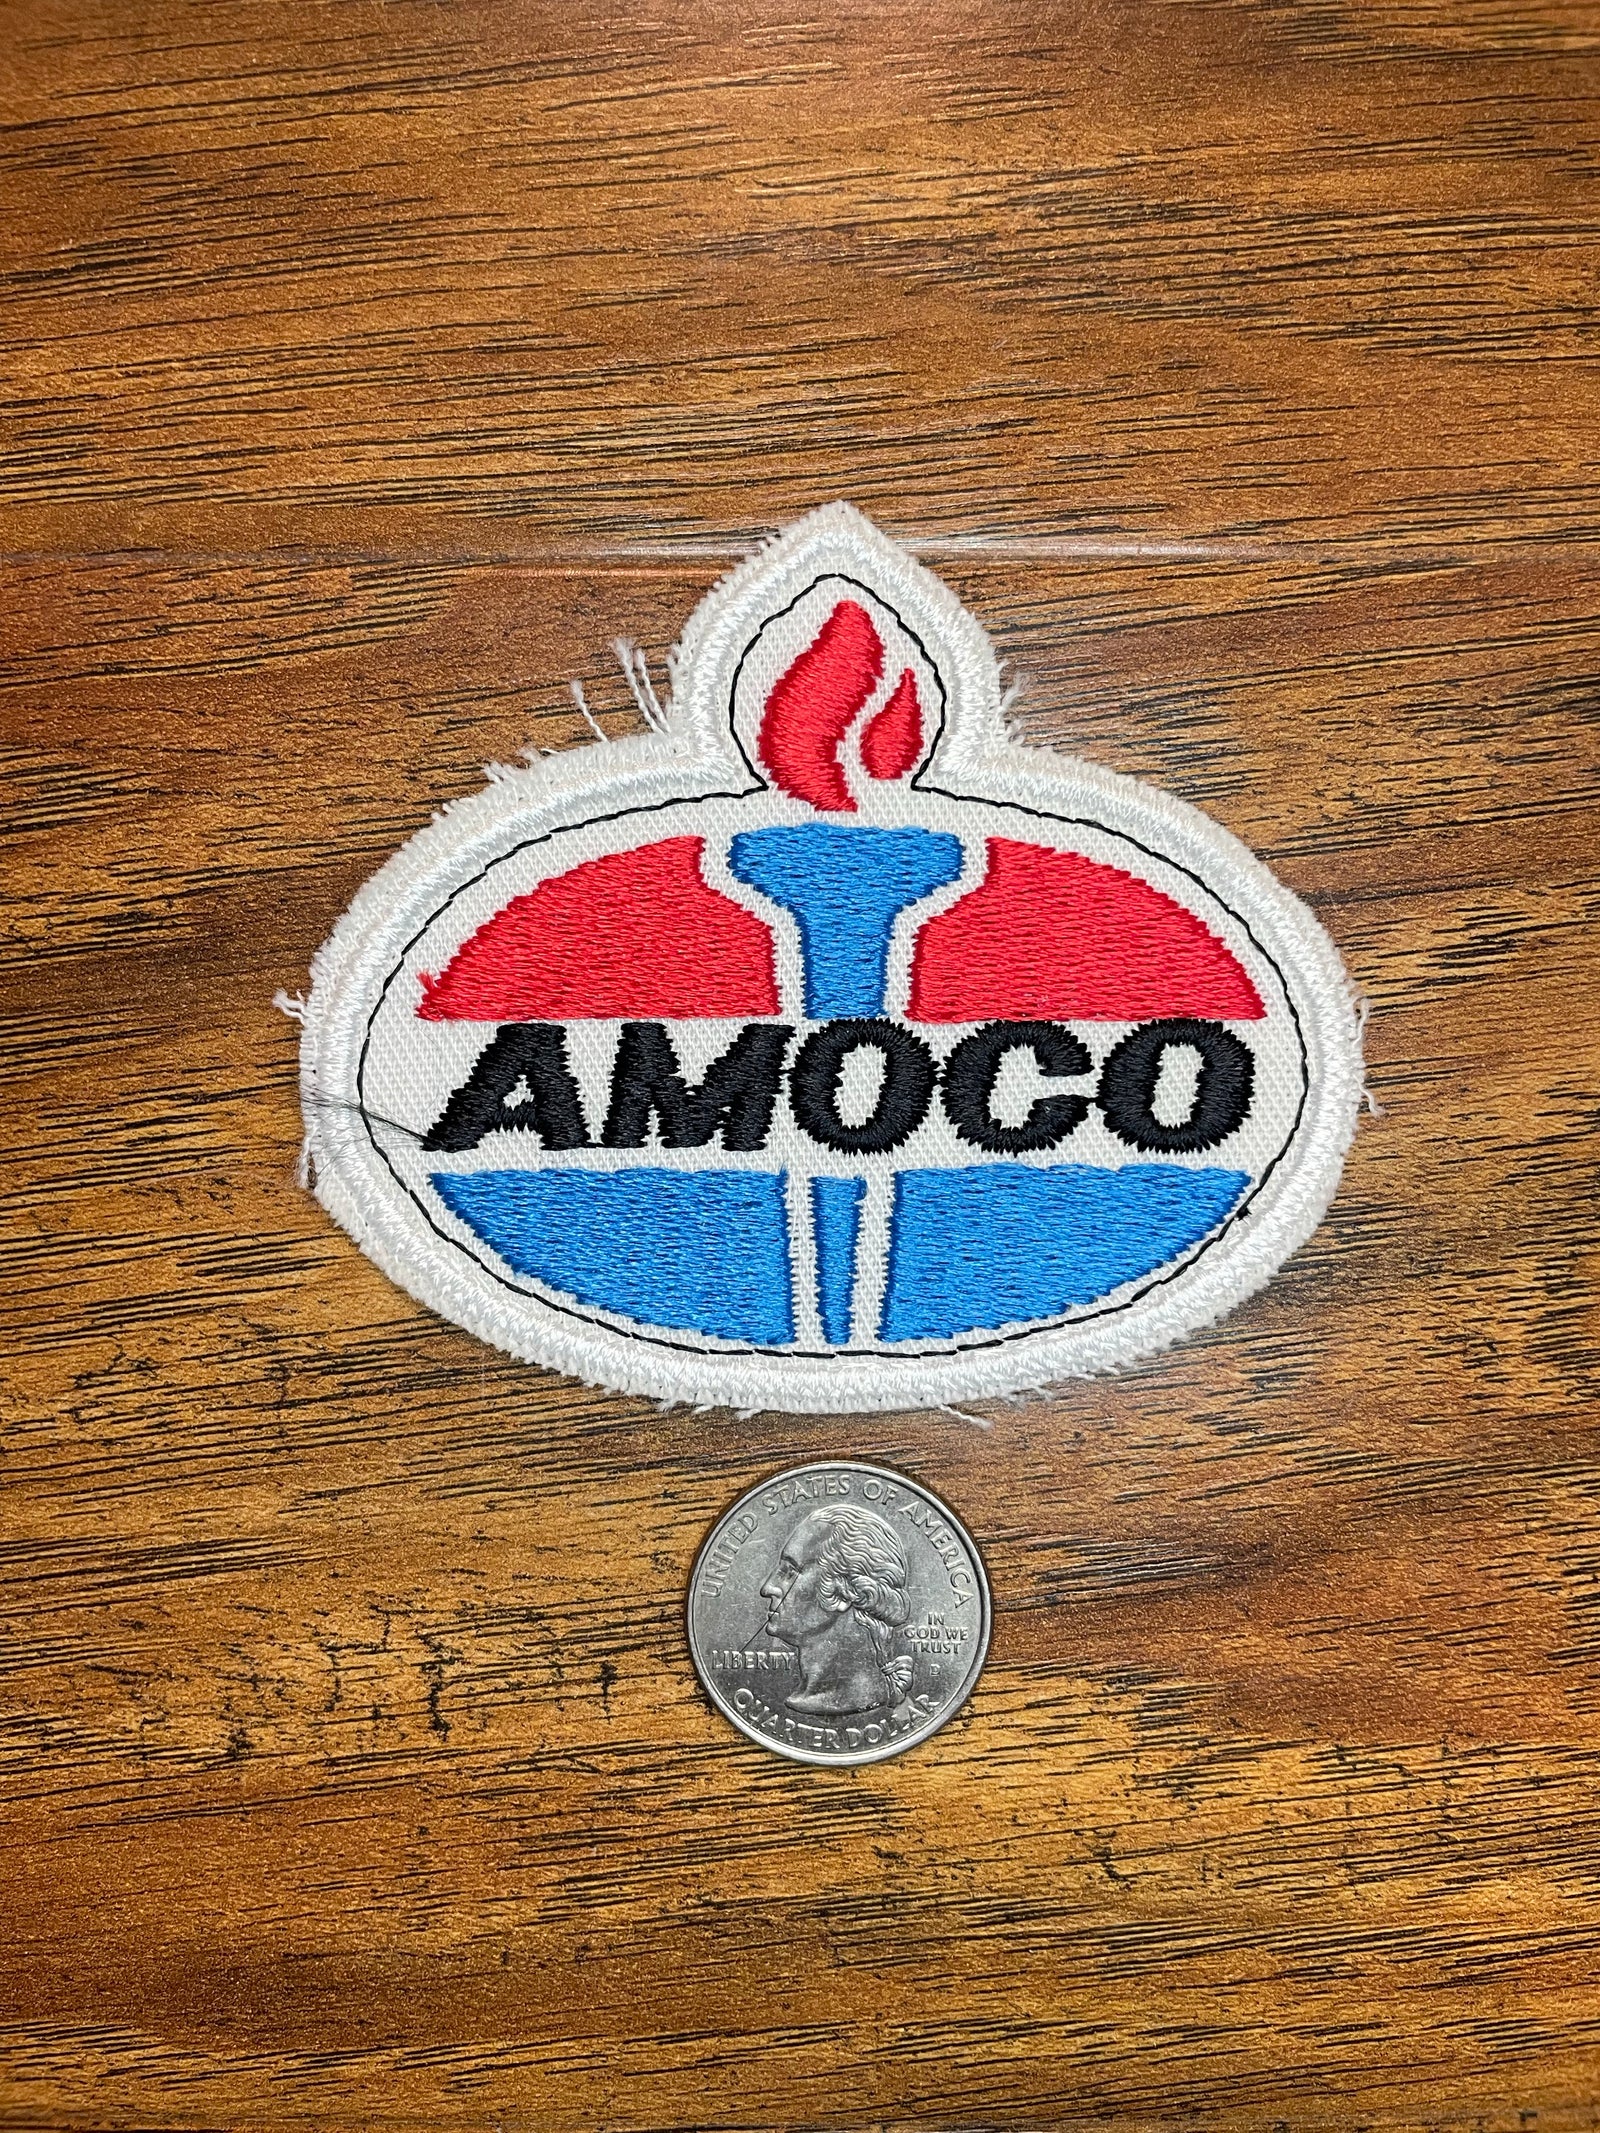 AMOCO
UNITED STATES OF AMERICA
LIBERTY
IN
GOD WE
TRUST
QUARTER DOLLAR